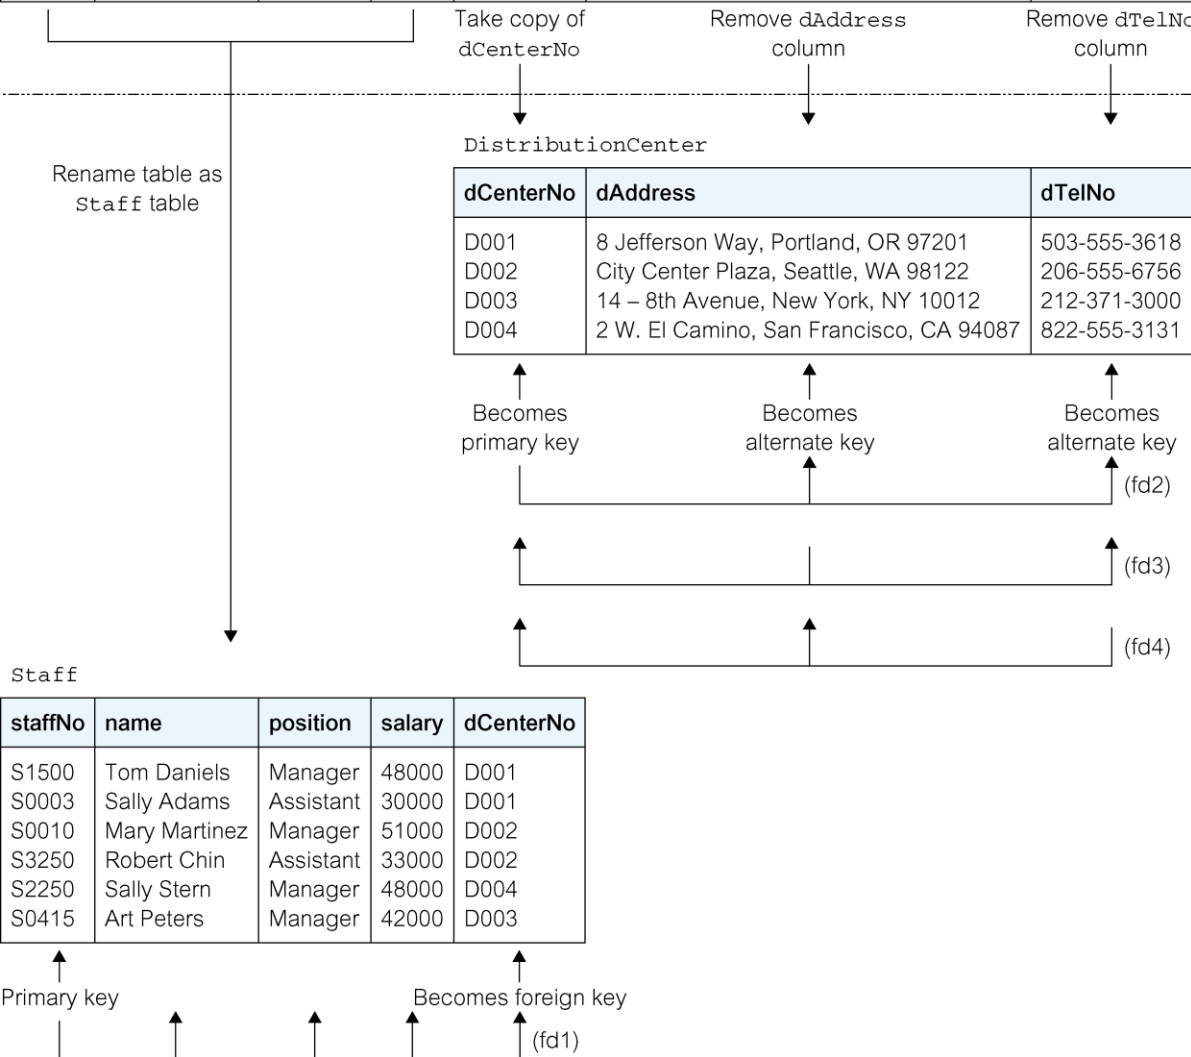 Take copy of
dCenterNo
Remove dAddress
column
Remove dTelNo
column
DistributionCenter
Rename table as
Staff table
dCenterNo dAddress dTelNo
D001 8 Jefferson Way, Portland, OR 97201 503-555-3618
D002 City Center Plaza, Seattle, WA 98122 206-555-6756
D003 14 – 8th Avenue, New York, NY 10012 212-371-3000
D004 2 W. El Camino, San Francisco, CA 94087 822-555-3131
Becomes
primary key
Becomes
alternate key
Becomes
alternate key
(fd2)
(fd3)
(fd4)
Staff
staffNo name position salary dCenterNo
S1500 Tom Daniels Manager 48000 D001
S0003 Sally Adams Assistant 30000 D001
S0010 Mary Martinez Manager 51000 D002
S3250 Robert Chin Assistant 33000 D002
S2250 Sally Stern Manager 48000 D004
S0415 Art Peters Manager 42000 D003
Primary key
Becomes foreign key
(fd1)